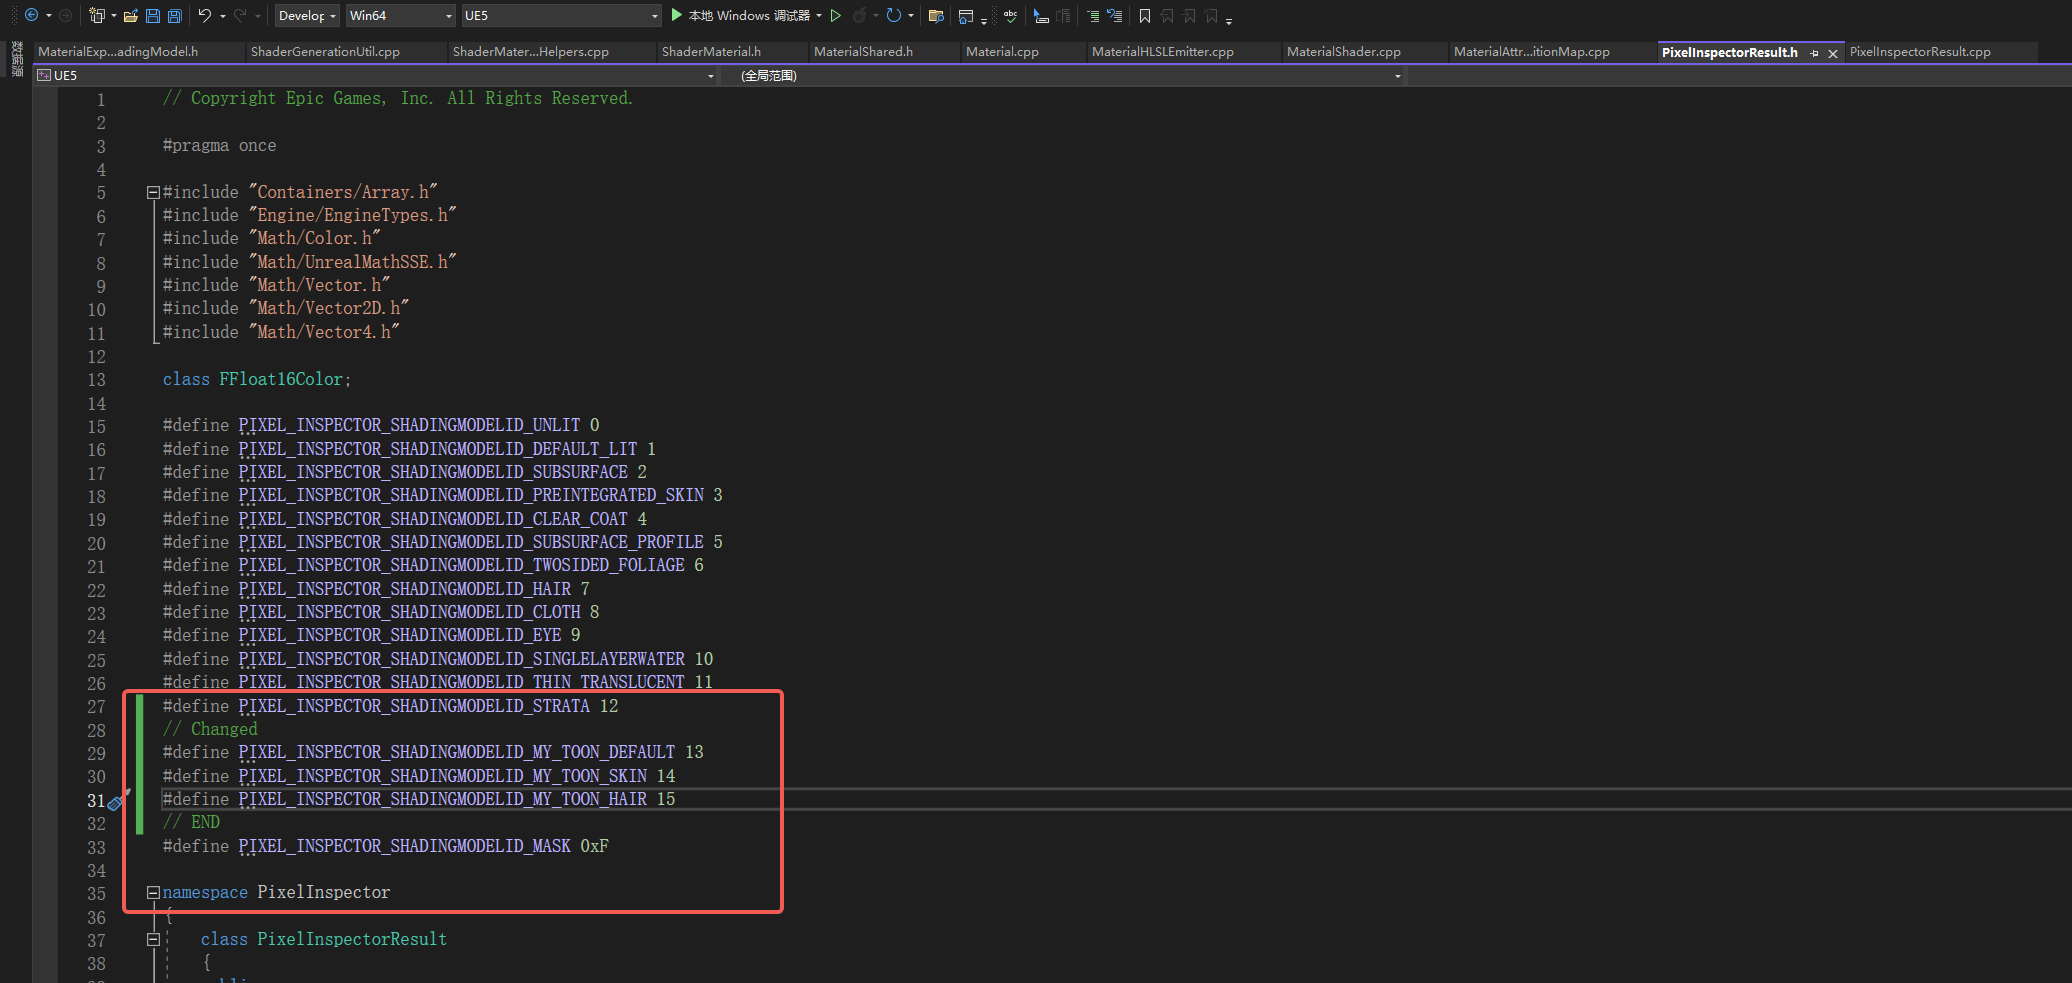 Develop
Win64
UE5
本地 Windows 调试器
数据源
MaterialExp...adingModel.h
ShaderGenerationUtil.cpp
ShaderMater...Helpers.cpp
ShaderMaterial.h
MaterialShared.h
Material.cpp
MaterialHLSLEmitter.cpp
MaterialShader.cpp
MaterialAttr...itionMap.cpp
PixelInspectorResult.h
PixelInspectorResult.cpp
UE5
(全局范围)
1 // Copyright Epic Games, Inc. All Rights Reserved.
2
3 #pragma once
4
5 #include "Containers/Array.h"
6 #include "Engine/EngineTypes.h"
7 #include "Math/Color.h"
8 #include "Math/UnrealMathSSE.h"
9 #include "Math/Vector.h"
10 #include "Math/Vector2D.h"
11 #include "Math/Vector4.h"
12
13 class FFloat16Color;
14
15 #define PIXEL_INSPECTOR_SHADINGMODELID_UNLIT 0
16 #define PIXEL_INSPECTOR_SHADINGMODELID_DEFAULT_LIT 1
17 #define PIXEL_INSPECTOR_SHADINGMODELID_SUBSURFACE 2
18 #define PIXEL_INSPECTOR_SHADINGMODELID_PREINTEGRATED_SKIN 3
19 #define PIXEL_INSPECTOR_SHADINGMODELID_CLEAR_COAT 4
20 #define PIXEL_INSPECTOR_SHADINGMODELID_SUBSURFACE_PROFILE 5
21 #define PIXEL_INSPECTOR_SHADINGMODELID_TWOSIDED_FOLIAGE 6
22 #define PIXEL_INSPECTOR_SHADINGMODELID_HAIR 7
23 #define PIXEL_INSPECTOR_SHADINGMODELID_CLOTH 8
24 #define PIXEL_INSPECTOR_SHADINGMODELID_EYE 9
25 #define PIXEL_INSPECTOR_SHADINGMODELID_SINGLELAYERWATER 10
26 #define PIXEL_INSPECTOR_SHADINGMODELID_THIN_TRANSLUCENT 11
27 #define PIXEL_INSPECTOR_SHADINGMODELID_STRATA 12
28 // Changed
29 #define PIXEL_INSPECTOR_SHADINGMODELID_MY_TOON_DEFAULT 13
30 #define PIXEL_INSPECTOR_SHADINGMODELID_MY_TOON_SKIN 14
31 #define PIXEL_INSPECTOR_SHADINGMODELID_MY_TOON_HAIR 15
32 // END
33 #define PIXEL_INSPECTOR_SHADINGMODELID_MASK 0xF
34
35 namespace PixelInspector
36 {
37 class PixelInspectorResult
38 {